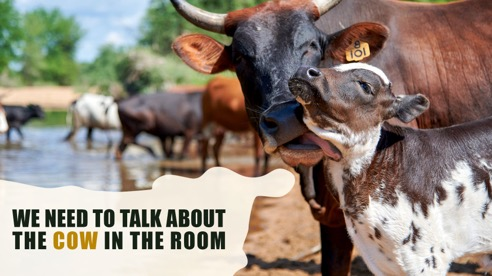 WE NEED TO TALK ABOUT
THE COW IN THE ROOM